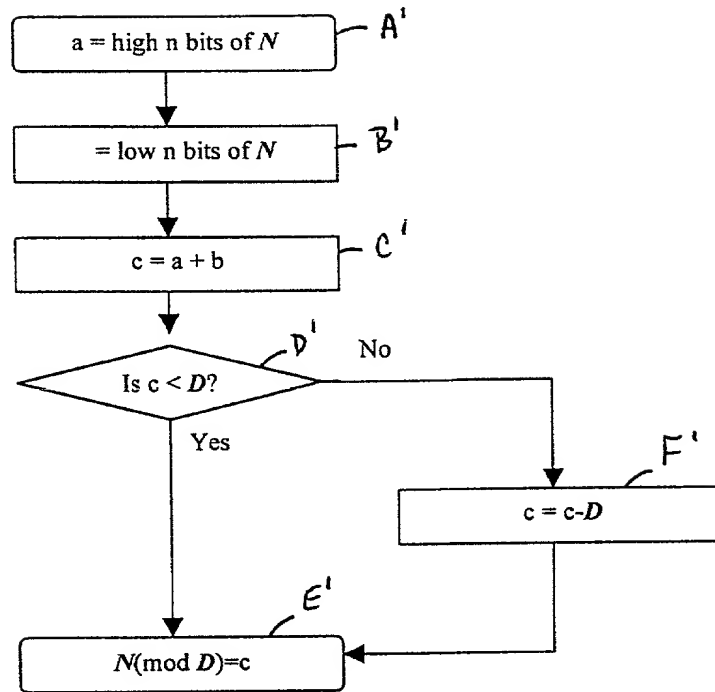 a = high n bits of N
A'
= low n bits of N
B'
c = a + b
C'
D'
No
Is c < D?
Yes
F'
c = c-D
E'
N(mod D)=c